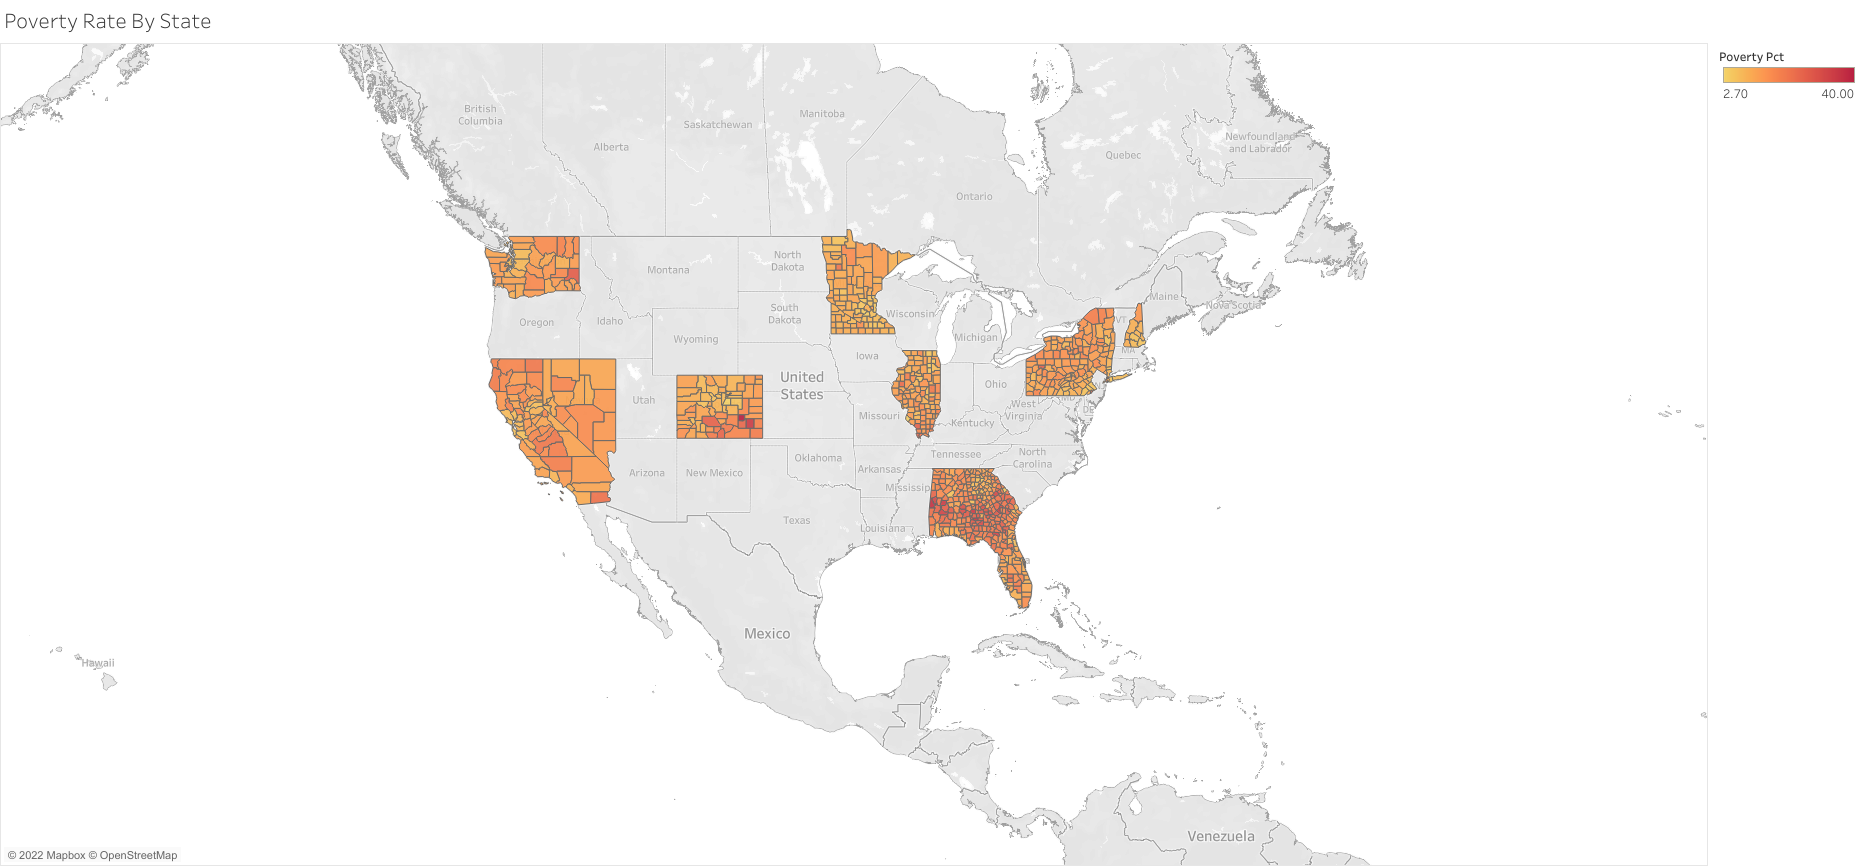 Poverty Rate By State
Poverty Pct
2.70
40.00
British
Columbia
Alberta
Saskatchewan
Manitoba
Ontario
Quebec
Newfoundland
and Labrador
Montana
North
Dakota
South
Dakota
Oregon
Idaho
Wyoming
Wisconsin
Michigan
Maine
Nova Scotia
VT
MA
Iowa
United
States
Utah
Ohio
Missouri
West
Virginia
MD
DE
Kentucky
Arizona
New Mexico
Oklahoma
Arkansas
Tennessee
North
Carolina
Mississip
Texas
Louisiana
Mexico
Hawaii
Venezuela
© 2022 Mapbox © OpenStreetMap